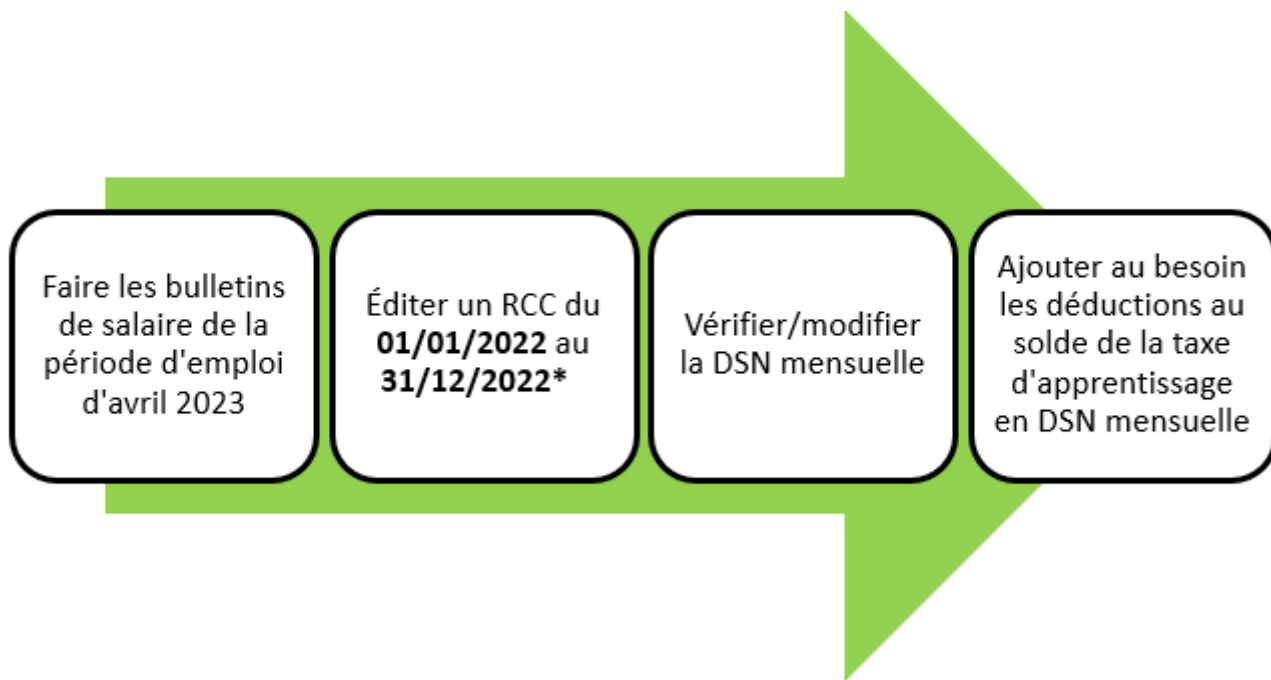 Faire les bulletins
de salaire de la
période d'emploi
d'avril 2023
Éditer un RCC du
01/01/2022 au
31/12/2022*
Vérifier/modifier
la DSN mensuelle
Ajouter au besoin
les déductions au
solde de la taxe
d'apprentissage
en DSN mensuelle